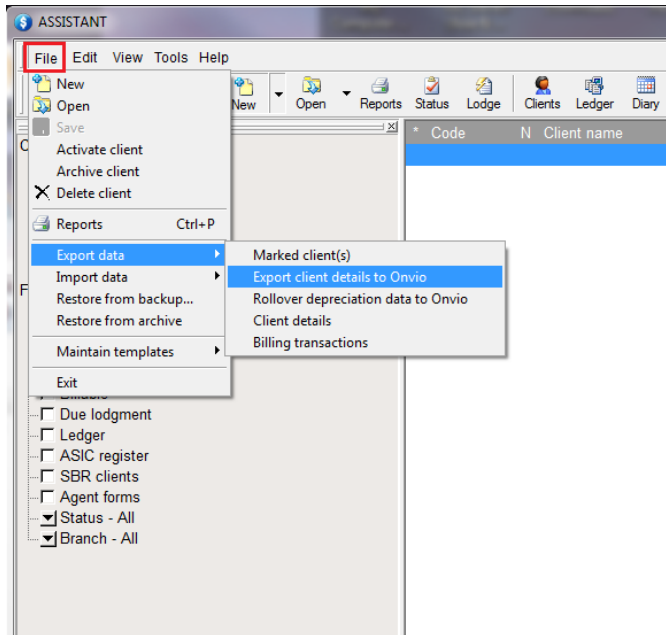 ASSISTANT
File Edit View Tools Help
New Open Reports Status Lodge Clients Ledger Diary
New
Open
Save
Activate client
Archive client
Delete client
Reports Ctrl+P
Export data
Import data
Restore from backup...
Restore from archive
Maintain templates
Exit
Marked client(s)
Export client details to Onvio
Rollover depreciation data to Onvio
Client details
Billing transactions
* Code N Client name
Billable
Due lodgment
Ledger
ASIC register
SBR clients
Agent forms
Status - All
Branch - All